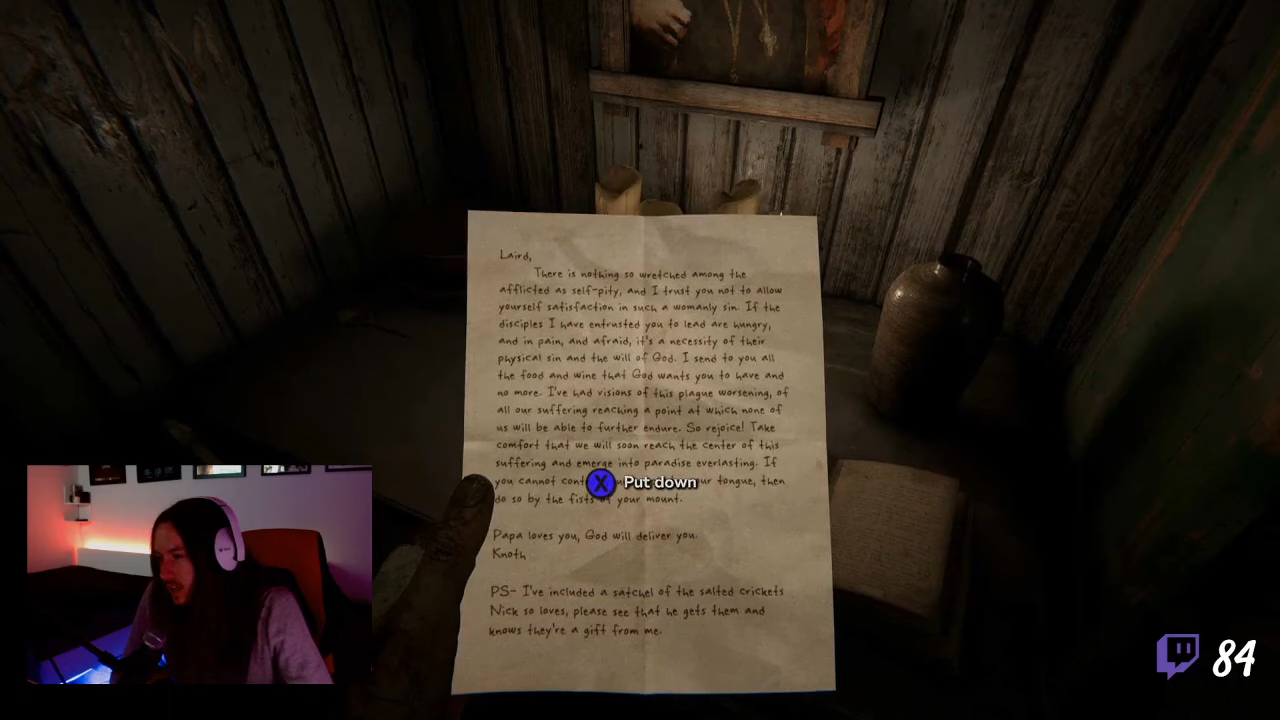 Laird,
There is nothing so wretched among the
afflicted as self-pity, and I trust you not to allow
yourself satisfaction in such a womanly sin. If the
disciples I have entrusted you to lead are hungry,
and in pain, and afraid, it's a necessity of their
physical sin and the will of God. I send to you all
the food and wine that God wants you to have and
no more. I've had visions of this plague worsening, of
all our suffering reaching a point at which none of
us will be able to further endure. So rejoice! Take
comfort that we will soon reach the center of this
suffering and emerge into paradise everlasting. If
you cannot tongue, then
X Put down
do so by the fists of your mount.
Papa loves you, God will deliver you.
Knoth
PS- I've included a satchel of the salted crickets
Nick so loves, please see that he gets them and
knows they're a gift from me.
84